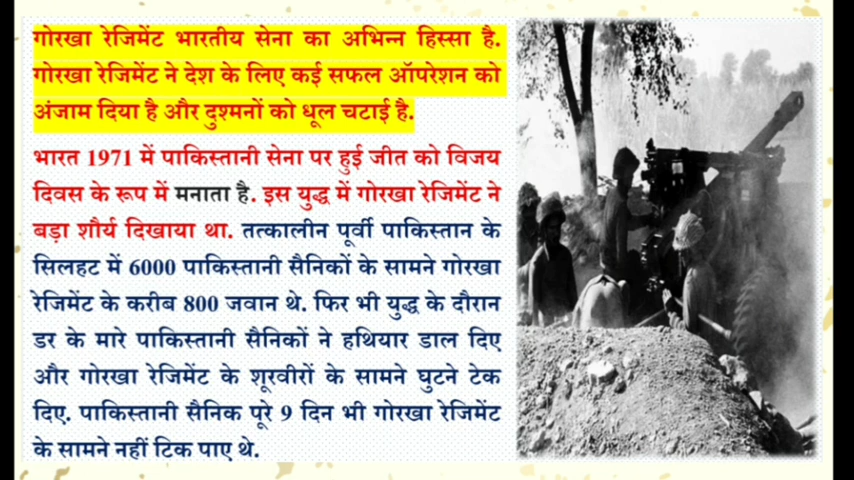 गोरखा रेजिमेंट भारतीय सेना का अभिन्न हिस्सा है.
गोरखा रेजिमेंट ने देश के लिए कई सफल ऑपरेशन को
अंजाम दिया है और दुश्मनों को धूल चटाई है.
भारत 1971 में पाकिस्तानी सेना पर हुई जीत को विजय
दिवस के रूप में मनाता है. इस युद्ध में गोरखा रेजिमेंट ने
बड़ा शौर्य दिखाया था. तत्कालीन पूर्वी पाकिस्तान के
सिलहट में 6000 पाकिस्तानी सैनिकों के सामने गोरखा
रेजिमेंट के करीब 800 जवान थे. फिर भी युद्ध के दौरान
डर के मारे पाकिस्तानी सैनिकों ने हथियार डाल दिए
और गोरखा रेजिमेंट के शूरवीरों के सामने घुटने टेक
दिए. पाकिस्तानी सैनिक पूरे 9 दिन भी गोरखा रेजिमेंट
के सामने नहीं टिक पाए थे.